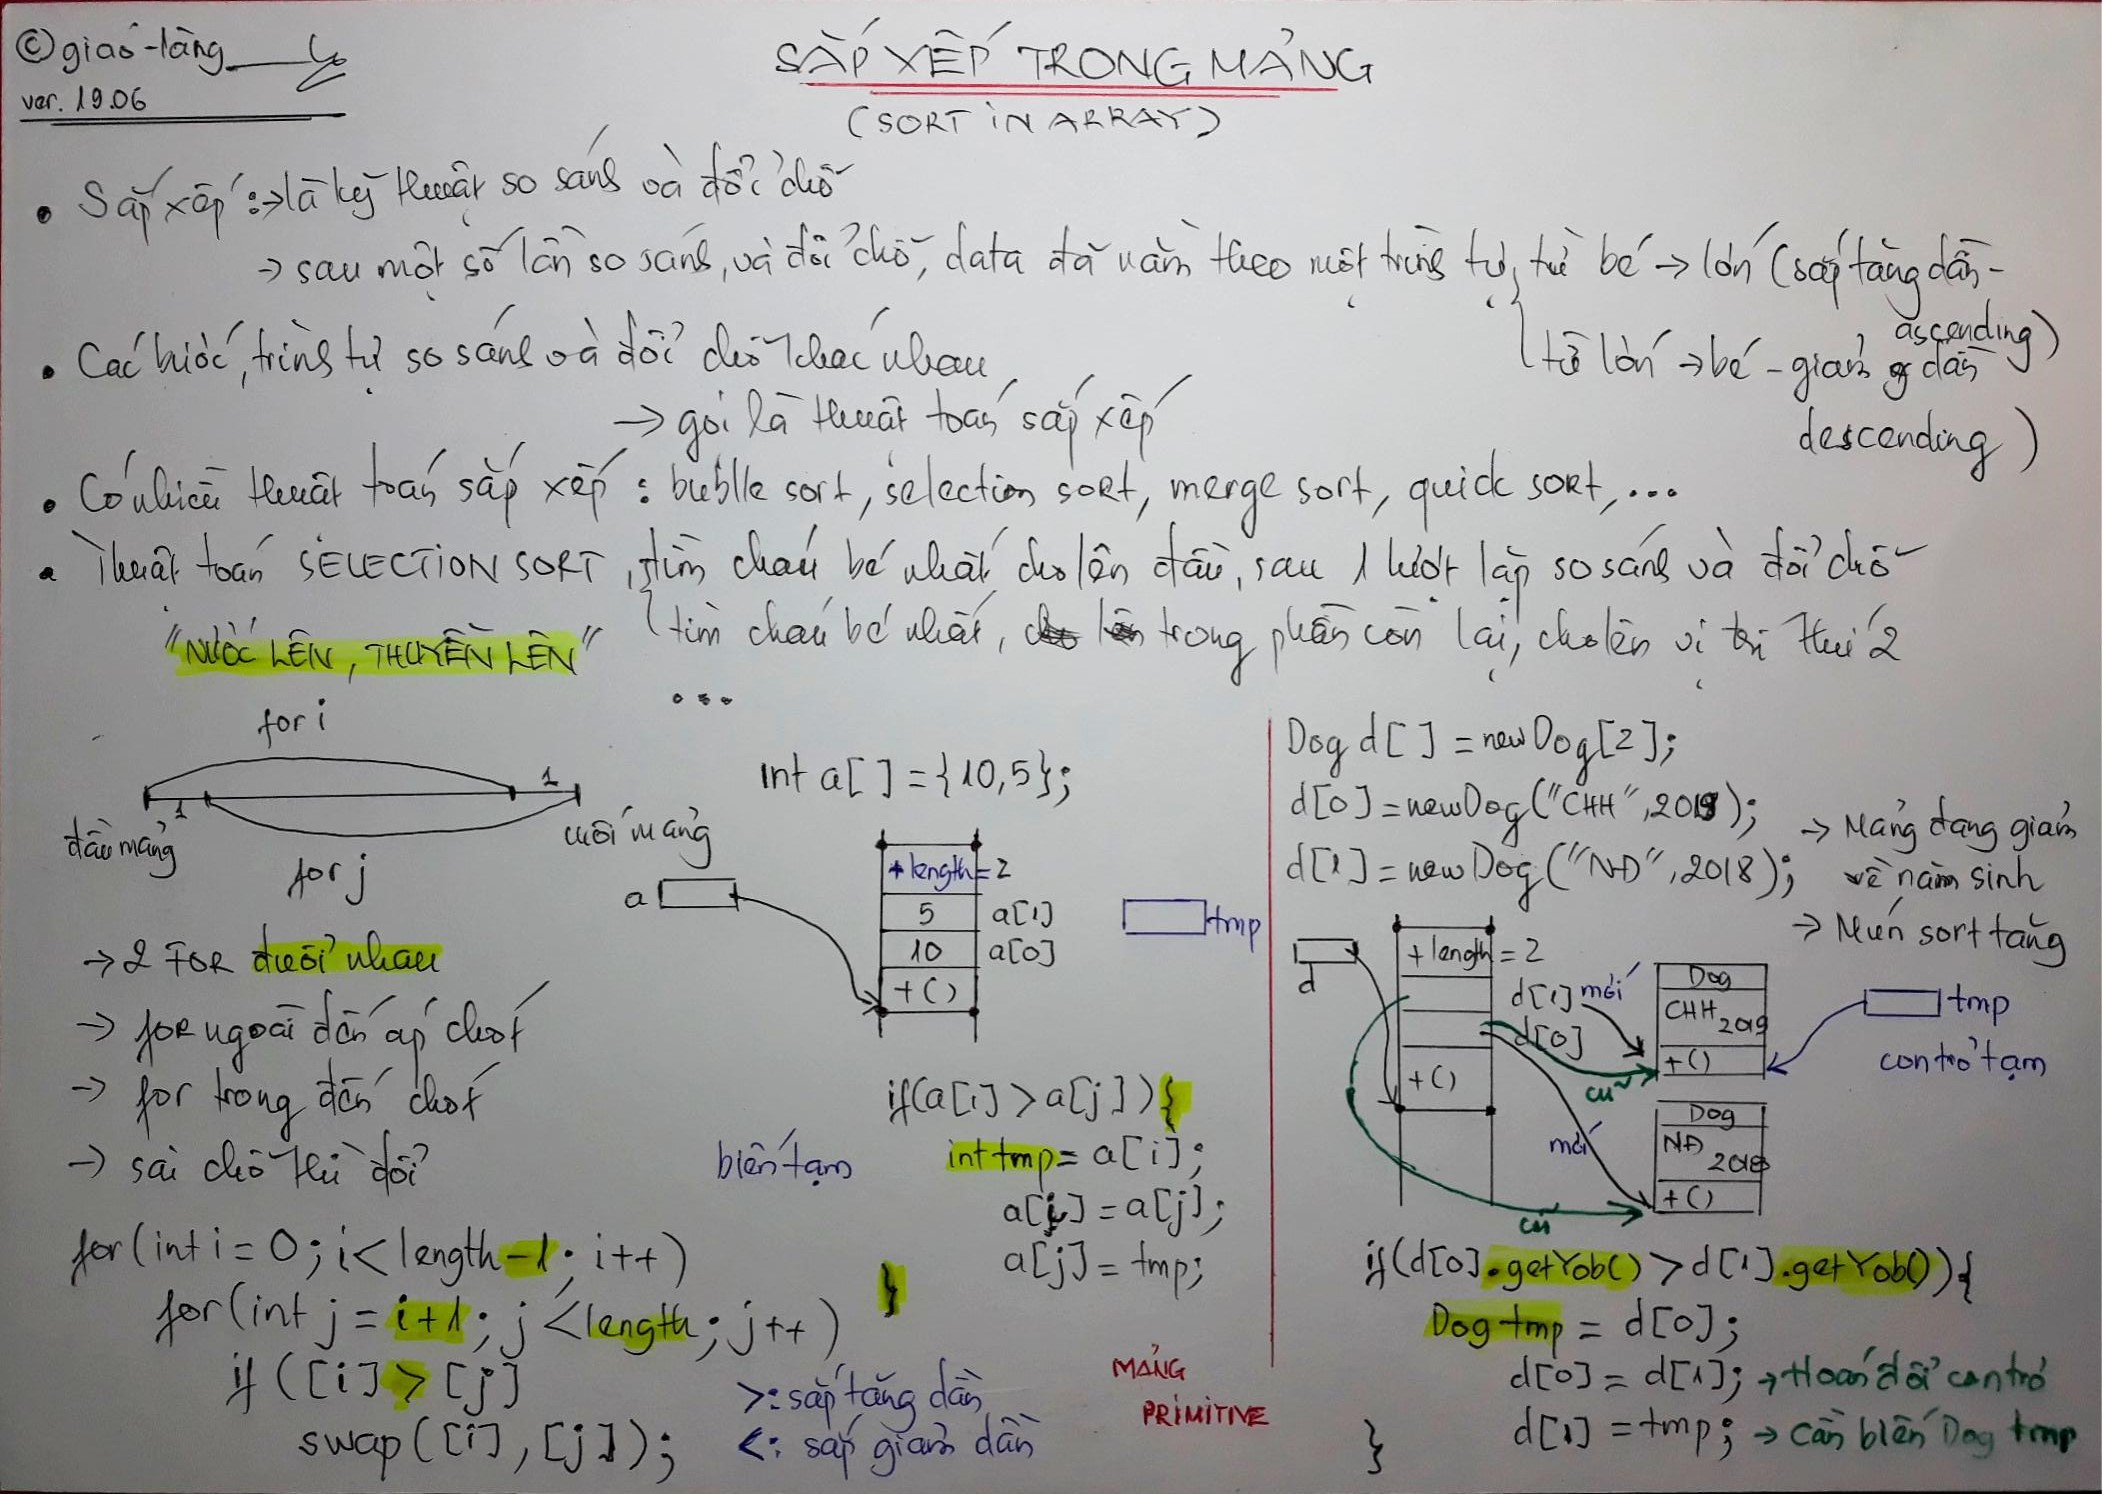 ©giáo-làng
ver. 19.06
SẮP XẾP TRONG MẢNG
(SORT IN ARRAY)
• Sắp xếp: → là kỹ thuật so sánh và đổi chỗ
→ sau một số lần so sánh, và đổi chỗ, data đã nằm theo một trình tự, từ bé → lớn (sắp tăng dần -
ascending)
từ lớn → bé - giảm dần
descending)
• Các bước, trình tự so sánh và đổi chỗ khác nhau
→ gọi là thuật toán sắp xếp
• Có nhiều thuật toán sắp xếp : bublle sort, selection sort, merge sort, quick sort, ...
• Thuật toán SELECTION SORT, tìm cháu bé nhất cho lên đầu, sau 1 lượt lặp so sánh và đổi chỗ
tìm cháu bé nhất, trong phần còn lại, cho lên vị trí thứ 2
"NƯỚC LÊN, THUYỀN LÊN"
...
for i
1
1
đầu mảng
cuối mảng
for j
→ 2 FOR đuổi nhau
→ for ngoài đến áp chót
→ for trong đến chót
→ sai chỗ thì đổi
for(int i = 0; i < length-1; i++)
for(int j = i+1; j < length; j++)
if ([i] > [j]
swap([i], [j]);
>: sắp tăng dần
<: sắp giảm dần
int a[ ] = {10,5};
a
+ length = 2
5 a[1]
10 a[0]
+()
tmp
if(a[i] > a[j]){
biến tạm
int tmp = a[i];
a[i] = a[j];
a[j] = tmp;
}
MẢNG
PRIMITIVE
Dog d[ ] = new Dog[2];
d[0] = new Dog("CHH", 2019);
d[1] = new Dog("NĐ", 2018);
→ Mảng đang giảm
về năm sinh
→ Muốn sort tăng
d
+ length = 2
d[1] mới
d[0]
+()
cũ
mới
cũ
Dog
CHH 2019
+()
tmp
con trỏ tạm
Dog
NĐ 2018
+()
if(d[0].getYob() > d[1].getYob()){
Dog tmp = d[0];
d[0] = d[1]; → Hoán đổi con trỏ
d[1] = tmp; → Cần biến Dog tmp
}